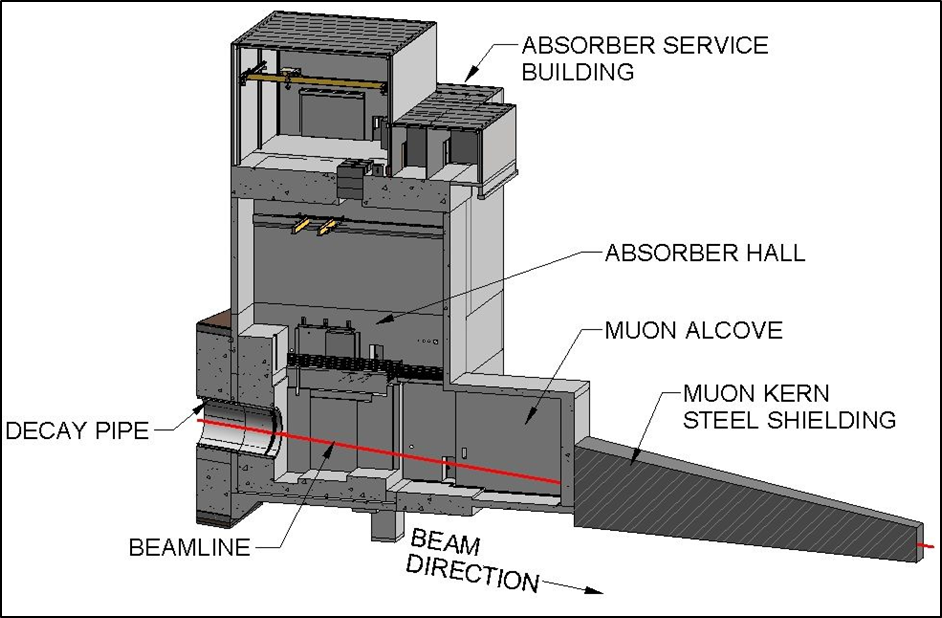 ABSORBER SERVICE
BUILDING
ABSORBER HALL
MUON ALCOVE
MUON KERN
STEEL SHIELDING
DECAY PIPE
BEAMLINE
BEAM
DIRECTION